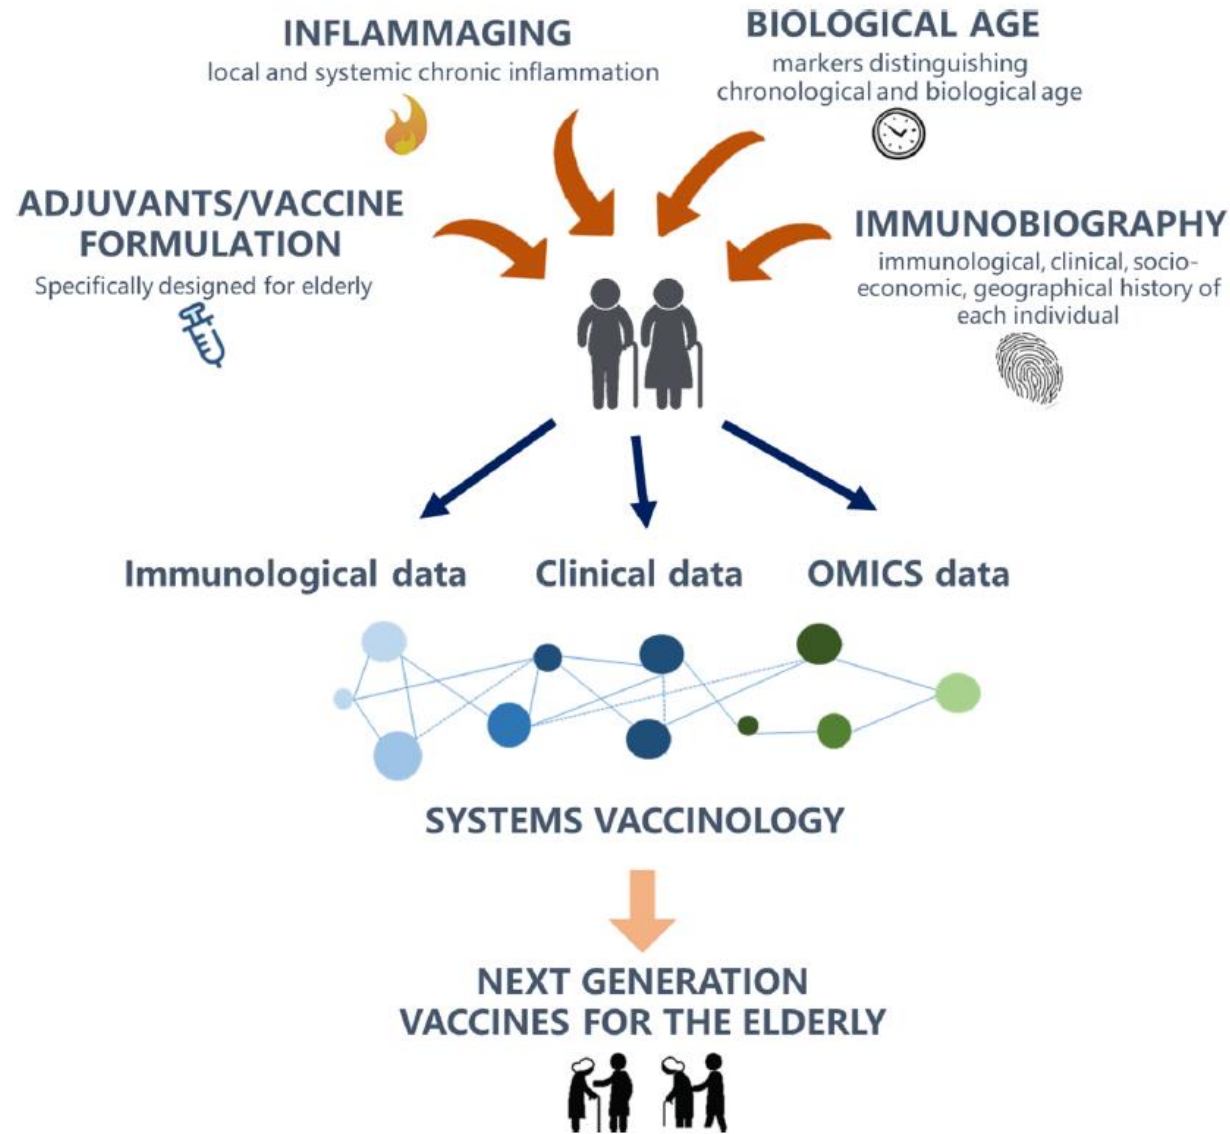 INFLAMMAGING
local and systemic chronic inflammation
BIOLOGICAL AGE
markers distinguishing
chronological and biological age
ADJUVANTS/VACCINE
FORMULATION
Specifically designed for elderly
IMMUNOBIOGRAPHY
immunological, clinical, socio-
economic, geographical history of
each individual
Immunological data
Clinical data
OMICS data
SYSTEMS VACCINOLOGY
NEXT GENERATION
VACCINES FOR THE ELDERLY